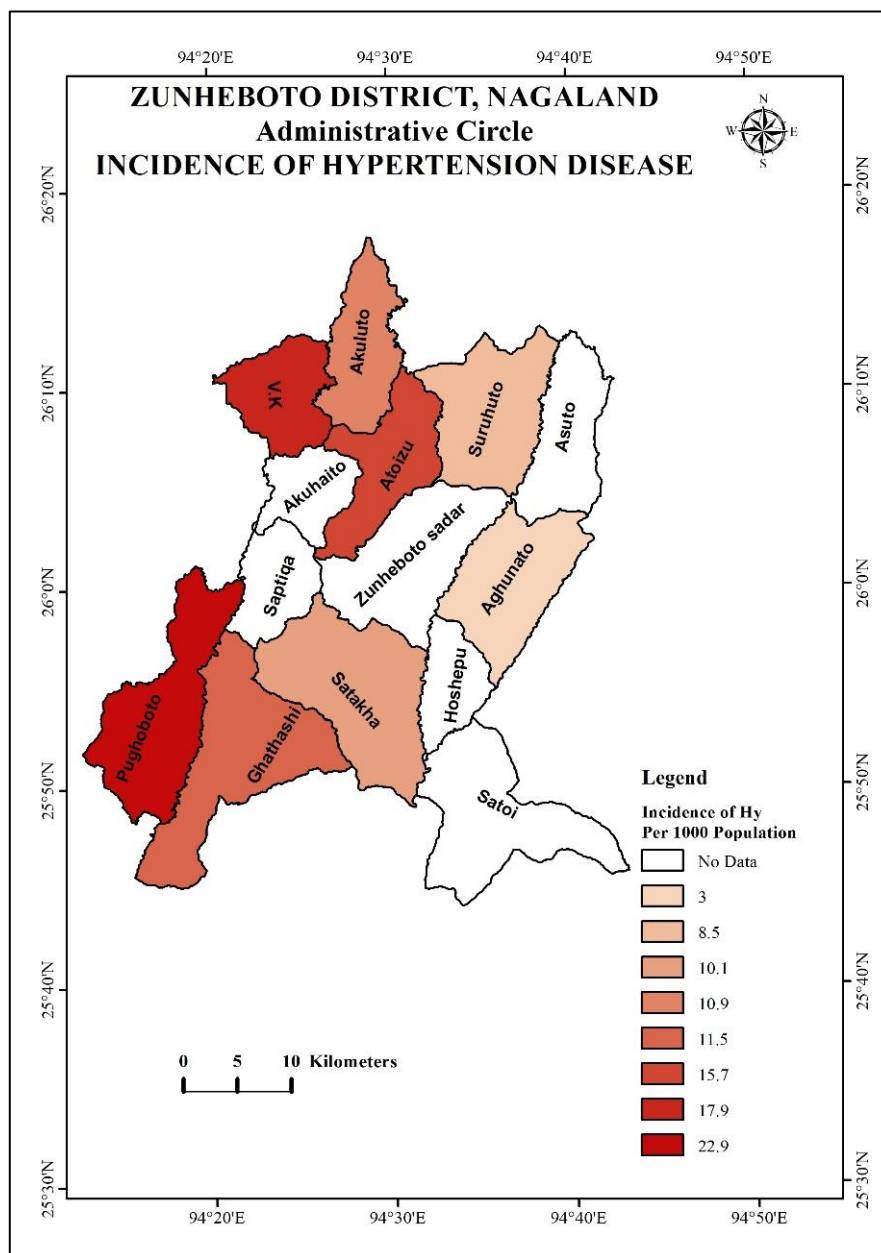 94°20'E 94°30'E 94°40'E 94°50'E
ZUNHEBOTO DISTRICT, NAGALAND
Administrative Circle
INCIDENCE OF HYPERTENSION DISEASE
N
W E
S
26°20'N 26°20'N
Akuluto
V.K
Suruhuto
Asuto
26°10'N 26°10'N
Atoizu
Akuhaito
Zunheboto sadar
Saptiqa
Aghunato
26°0'N 26°0'N
Hoshepu
Satakha
Pughoboto
Ghathashi
25°50'N 25°50'N
Satoi
Legend
Incidence of Hy
Per 1000 Population
No Data
3
8.5
10.1
10.9
11.5
15.7
17.9
22.9
25°40'N 25°40'N
0 5 10 Kilometers
25°30'N 25°30'N
94°20'E 94°30'E 94°40'E 94°50'E